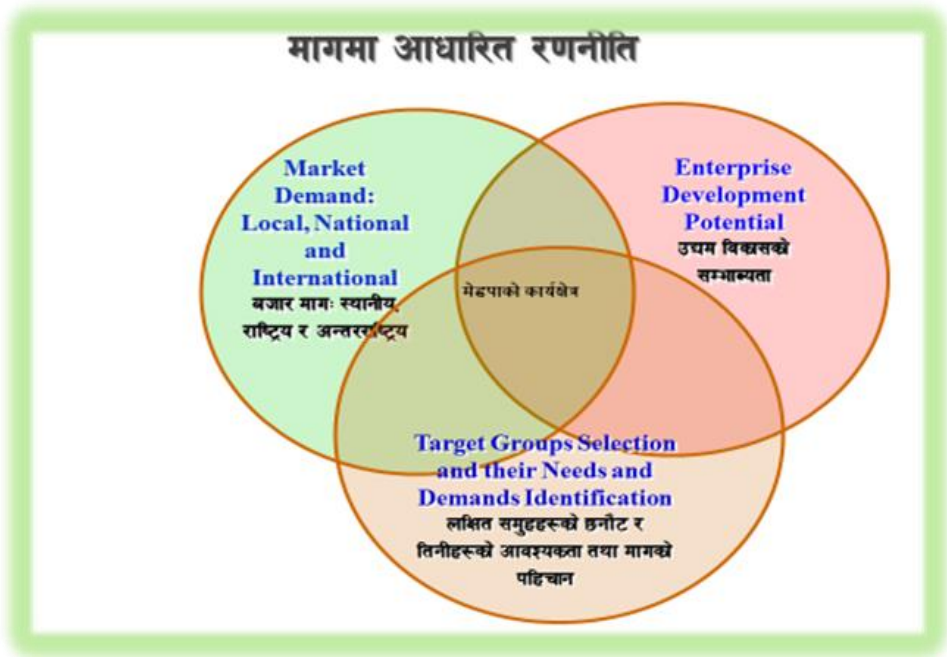 मागमा आधारित रणनीति
Market
Demand:
Local, National
and
International
बजार मागः स्थानीय,
राष्ट्रिय र अन्तरराष्ट्रिय
Enterprise
Development
Potential
उद्यम विकासको
सम्भाब्यता
मेडपाको कार्यक्षेत्र
Target Groups Selection
and their Needs and
Demands Identification
लक्षित समुहहरूको छनौट र
तिनीहरूको आवश्यकता तथा मागको
पहिचान